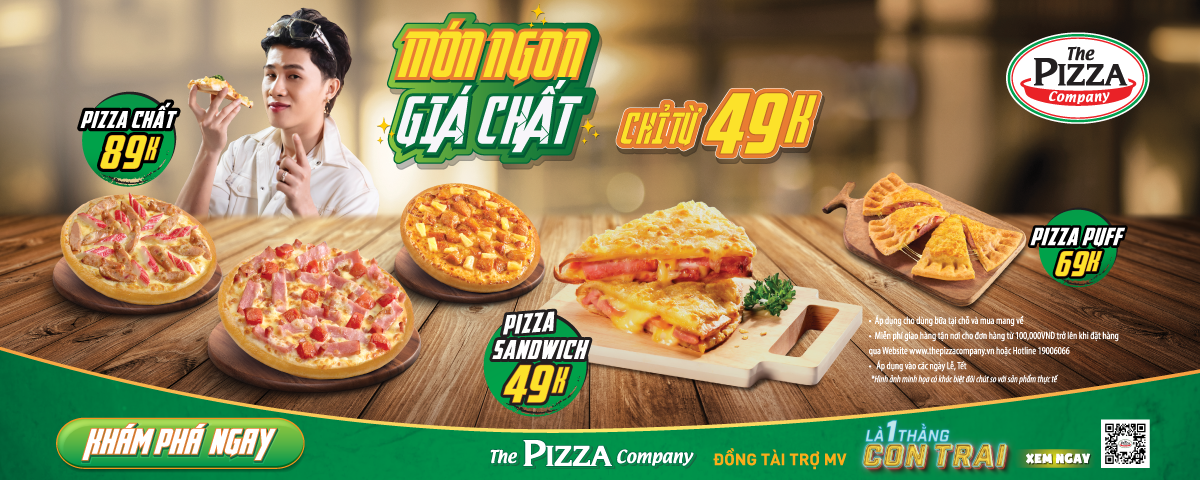 MÓN NGON
GIÁ CHẤT
CHỈ TỪ 49K
The
PIZZA
Company
PIZZA CHẤT
89K
PIZZA PUFF
69K
PIZZA
SANDWICH
49K
• Áp dụng cho dùng bữa tại chỗ và mua mang về
• Miễn phí giao hàng tận nơi cho đơn hàng từ 100,000VND trở lên khi đặt hàng
qua Website www.thepizzacompany.vn hoặc Hotline 19006066
• Áp dụng vào các ngày Lễ, Tết
*Hình ảnh minh họa có khác biệt đôi chút so với sản phẩm thực tế
KHÁM PHÁ NGAY
The PIZZA Company
ĐỒNG TÀI TRỢ MV
LÀ 1 THẰNG
CON TRAI
XEM NGAY